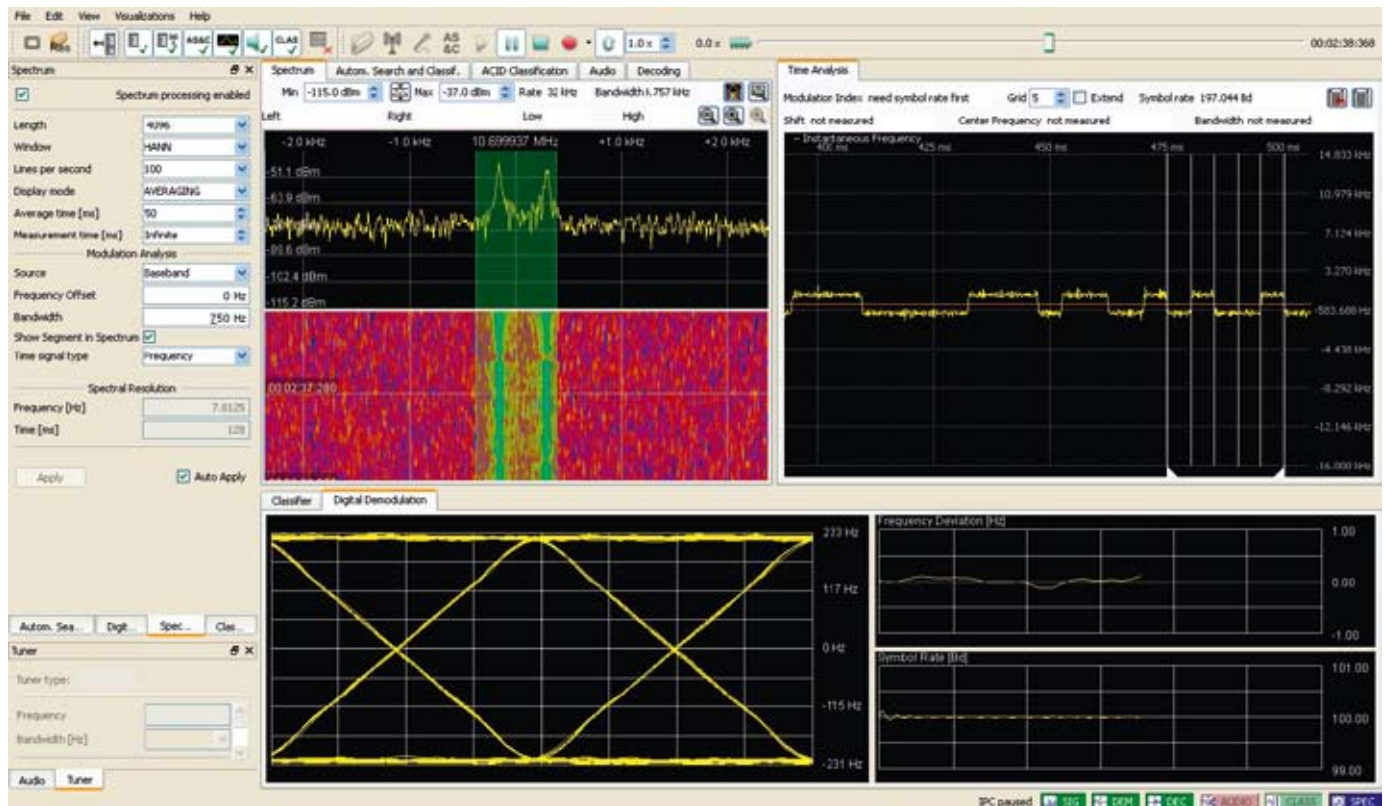 File Edit View Visualizations Help
AS&C CLAS AS &C 1.0 x 0.0 x 00:02:38:368
Spectrum
Spectrum processing enabled
Length 4096
Window HANN
Lines per second 100
Display mode AVERAGING
Average time [ms] 50
Measurement time [ms] Infinite
Modulation Analysis
Source Baseband
Frequency Offset 0 Hz
Bandwidth 750 Hz
Show Segment in Spectrum
Time signal type Frequency
Spectral Resolution
Frequency [Hz] 7.8125
Time [ms] 128
Apply Auto Apply
Autom. Sea... Digit... Spec... Clas...
Tuner
Tuner type:
Frequency
Bandwidth [Hz]
Audio Tuner
Spectrum Autom. Search and Classif. ACID Classification Audio Decoding
Min -115.0 dBm Max -37.0 dBm Rate 32 kHz Bandwidth
Left Right Low High
-2.0 kHz -1.0 kHz 10.699937 MHz +1.0 kHz +2.0 kHz
-51.1 dBm
-63.9 dBm
-89.6 dBm
-102.4 dBm
-115.2 dBm
00:02:37:280
Time Analysis
Modulation Index need symbol rate first Grid 5 Extend Symbol rate 197.044 Bd
Shift not measured Center Frequency not measured Bandwidth not measured
Instantaneous Frequency
400 ms 425 ms 450 ms 475 ms 500 ms
14.833 kHz
10.979 kHz
7.124 kHz
3.270 kHz
-583.688 Hz
-4.438 kHz
-8.292 kHz
-12.146 kHz
-16.000 kHz
Classifier Digital Demodulation
233 Hz
117 Hz
0 Hz
-115 Hz
-231 Hz
Frequency Deviation [Hz]
1.00
0.00
-1.00
Symbol Rate [Bd]
101.00
100.00
99.00
IPC paused SIG DEM DEC AUDIO CLASS SPEC